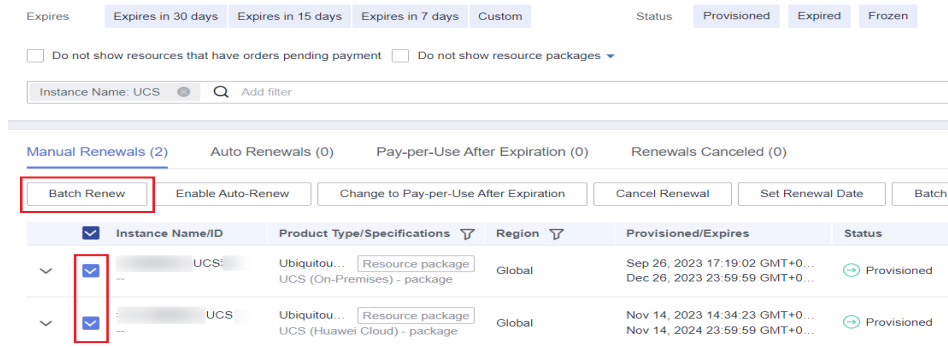 Expires Expires in 30 days Expires in 15 days Expires in 7 days Custom Status Provisioned Expired Frozen
Do not show resources that have orders pending payment Do not show resource packages
Instance Name: UCS Add filter
Manual Renewals (2) Auto Renewals (0) Pay-per-Use After Expiration (0) Renewals Canceled (0)
Batch Renew Enable Auto-Renew Change to Pay-per-Use After Expiration Cancel Renewal Set Renewal Date Batch
Instance Name/ID Product Type/Specifications Region Provisioned/Expires Status
UCS Ubiquitou... Resource package Global Sep 26, 2023 17:19:02 GMT+0... Provisioned
-- UCS (On-Premises) - package Dec 26, 2023 23:59:59 GMT+0...
UCS Ubiquitou... Resource package Global Nov 14, 2023 14:34:23 GMT+0... Provisioned
-- UCS (Huawei Cloud) - package Nov 14, 2024 23:59:59 GMT+0...